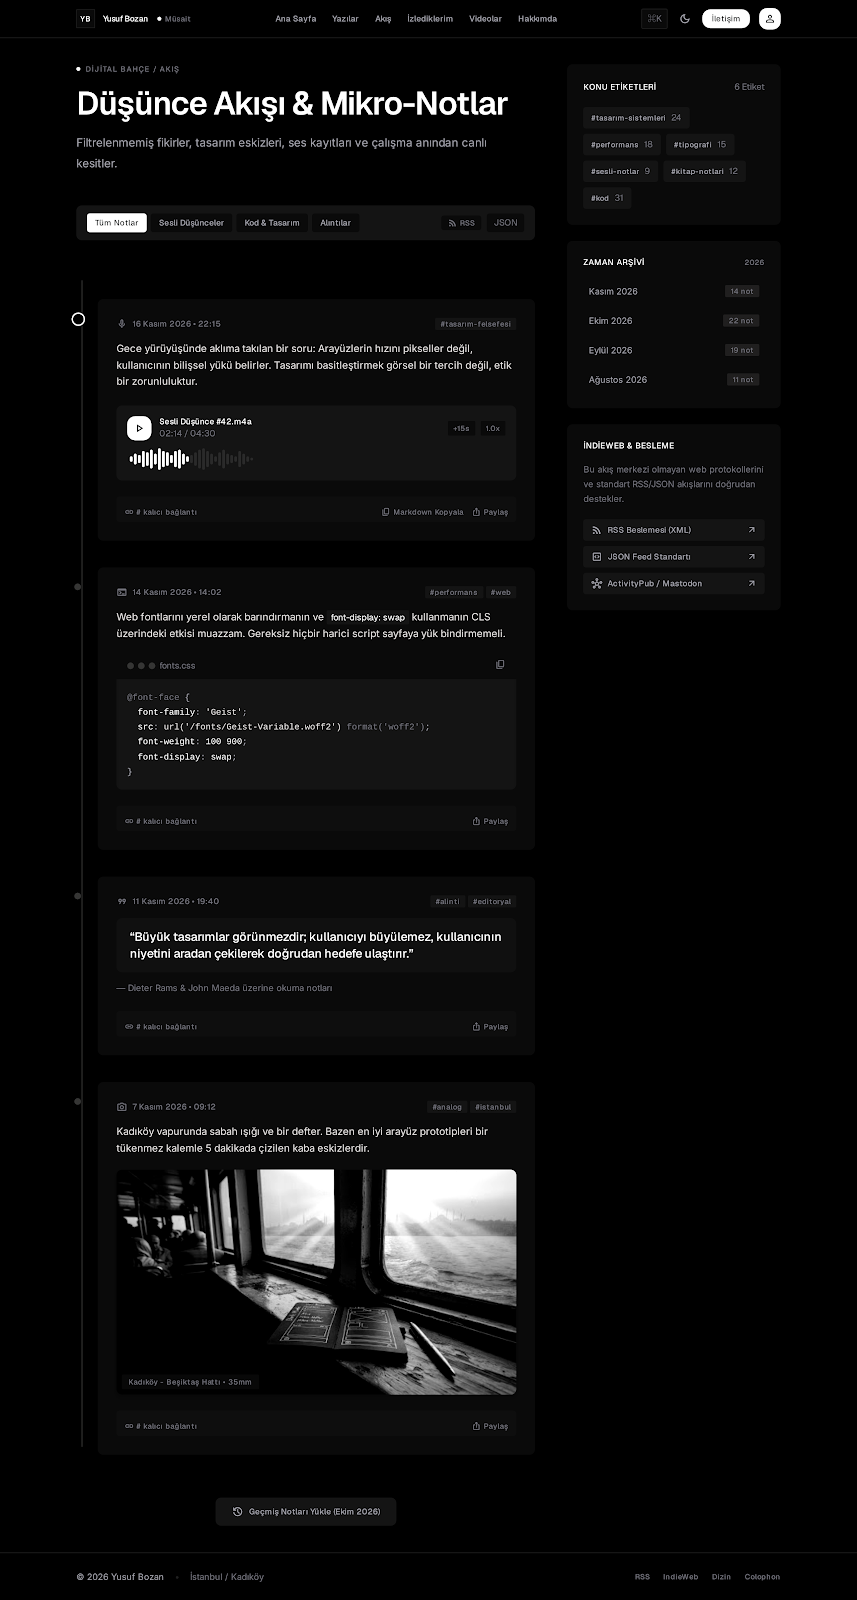 YB Yusuf Bozan Müsait Ana Sayfa Yazılar Akış İzlediklerim Videolar Hakkımda ⌘K İletişim
DİJİTAL BAHÇE / AKIŞ
Düşünce Akışı & Mikro-Notlar
Filtrelenmemiş fikirler, tasarım eskizleri, ses kayıtları ve çalışma anından canlı
kesitler.
Tüm Notlar Sesli Düşünceler Kod & Tasarım Alıntılar RSS JSON
16 Kasım 2026 • 22:15 #tasarım-felsefesi
Gece yürüyüşünde aklıma takılan bir soru: Arayüzlerin hızını pikseller değil,
kullanıcının bilişsel yükü belirler. Tasarımı basitleştirmek görsel bir tercih değil, etik
bir zorunluluktur.
Sesli Düşünce #42.m4a
02:14 / 04:30
+15s 1.0x
# kalıcı bağlantı Markdown Kopyala Paylaş
14 Kasım 2026 • 14:02 #performans #web
Web fontlarını yerel olarak barındırmanın ve font-display: swap kullanmanın CLS
üzerindeki etkisi muazzam. Gereksiz hiçbir harici script sayfaya yük bindirmemeli.
fonts.css
@font-face {
font-family: 'Geist';
src: url('/fonts/Geist-Variable.woff2') format('woff2');
font-weight: 100 900;
font-display: swap;
}
# kalıcı bağlantı Paylaş
11 Kasım 2026 • 19:40 #alinti #editoryal
“Büyük tasarımlar görünmezdir; kullanıcıyı büyülemez, kullanıcının
niyetini aradan çekilerek doğrudan hedefe ulaştırır.”
— Dieter Rams & John Maeda üzerine okuma notları
# kalıcı bağlantı Paylaş
7 Kasım 2026 • 09:12 #analog #istanbul
Kadıköy vapurunda sabah ışığı ve bir defter. Bazen en iyi arayüz prototipleri bir
tükenmez kalemle 5 dakikada çizilen kaba eskizlerdir.
Kadıköy - Beşiktaş Hattı • 35mm
# kalıcı bağlantı Paylaş
Geçmiş Notları Yükle (Ekim 2026)
KONU ETİKETLERİ 6 Etiket
#tasarım-sistemleri 24
#performans 18 #tipografi 15
#sesli-notlar 9 #kitap-notlari 12
#kod 31
ZAMAN ARŞİVİ 2026
Kasım 2026 14 not
Ekim 2026 22 not
Eylül 2026 19 not
Ağustos 2026 11 not
İNDİEWEB & BESLEME
Bu akış merkezi olmayan web protokollerini
ve standart RSS/JSON akışlarını doğrudan
destekler.
RSS Beslemesi (XML)
JSON Feed Standartı
ActivityPub / Mastodon
© 2026 Yusuf Bozan • İstanbul / Kadıköy RSS IndieWeb Dizin Colophon